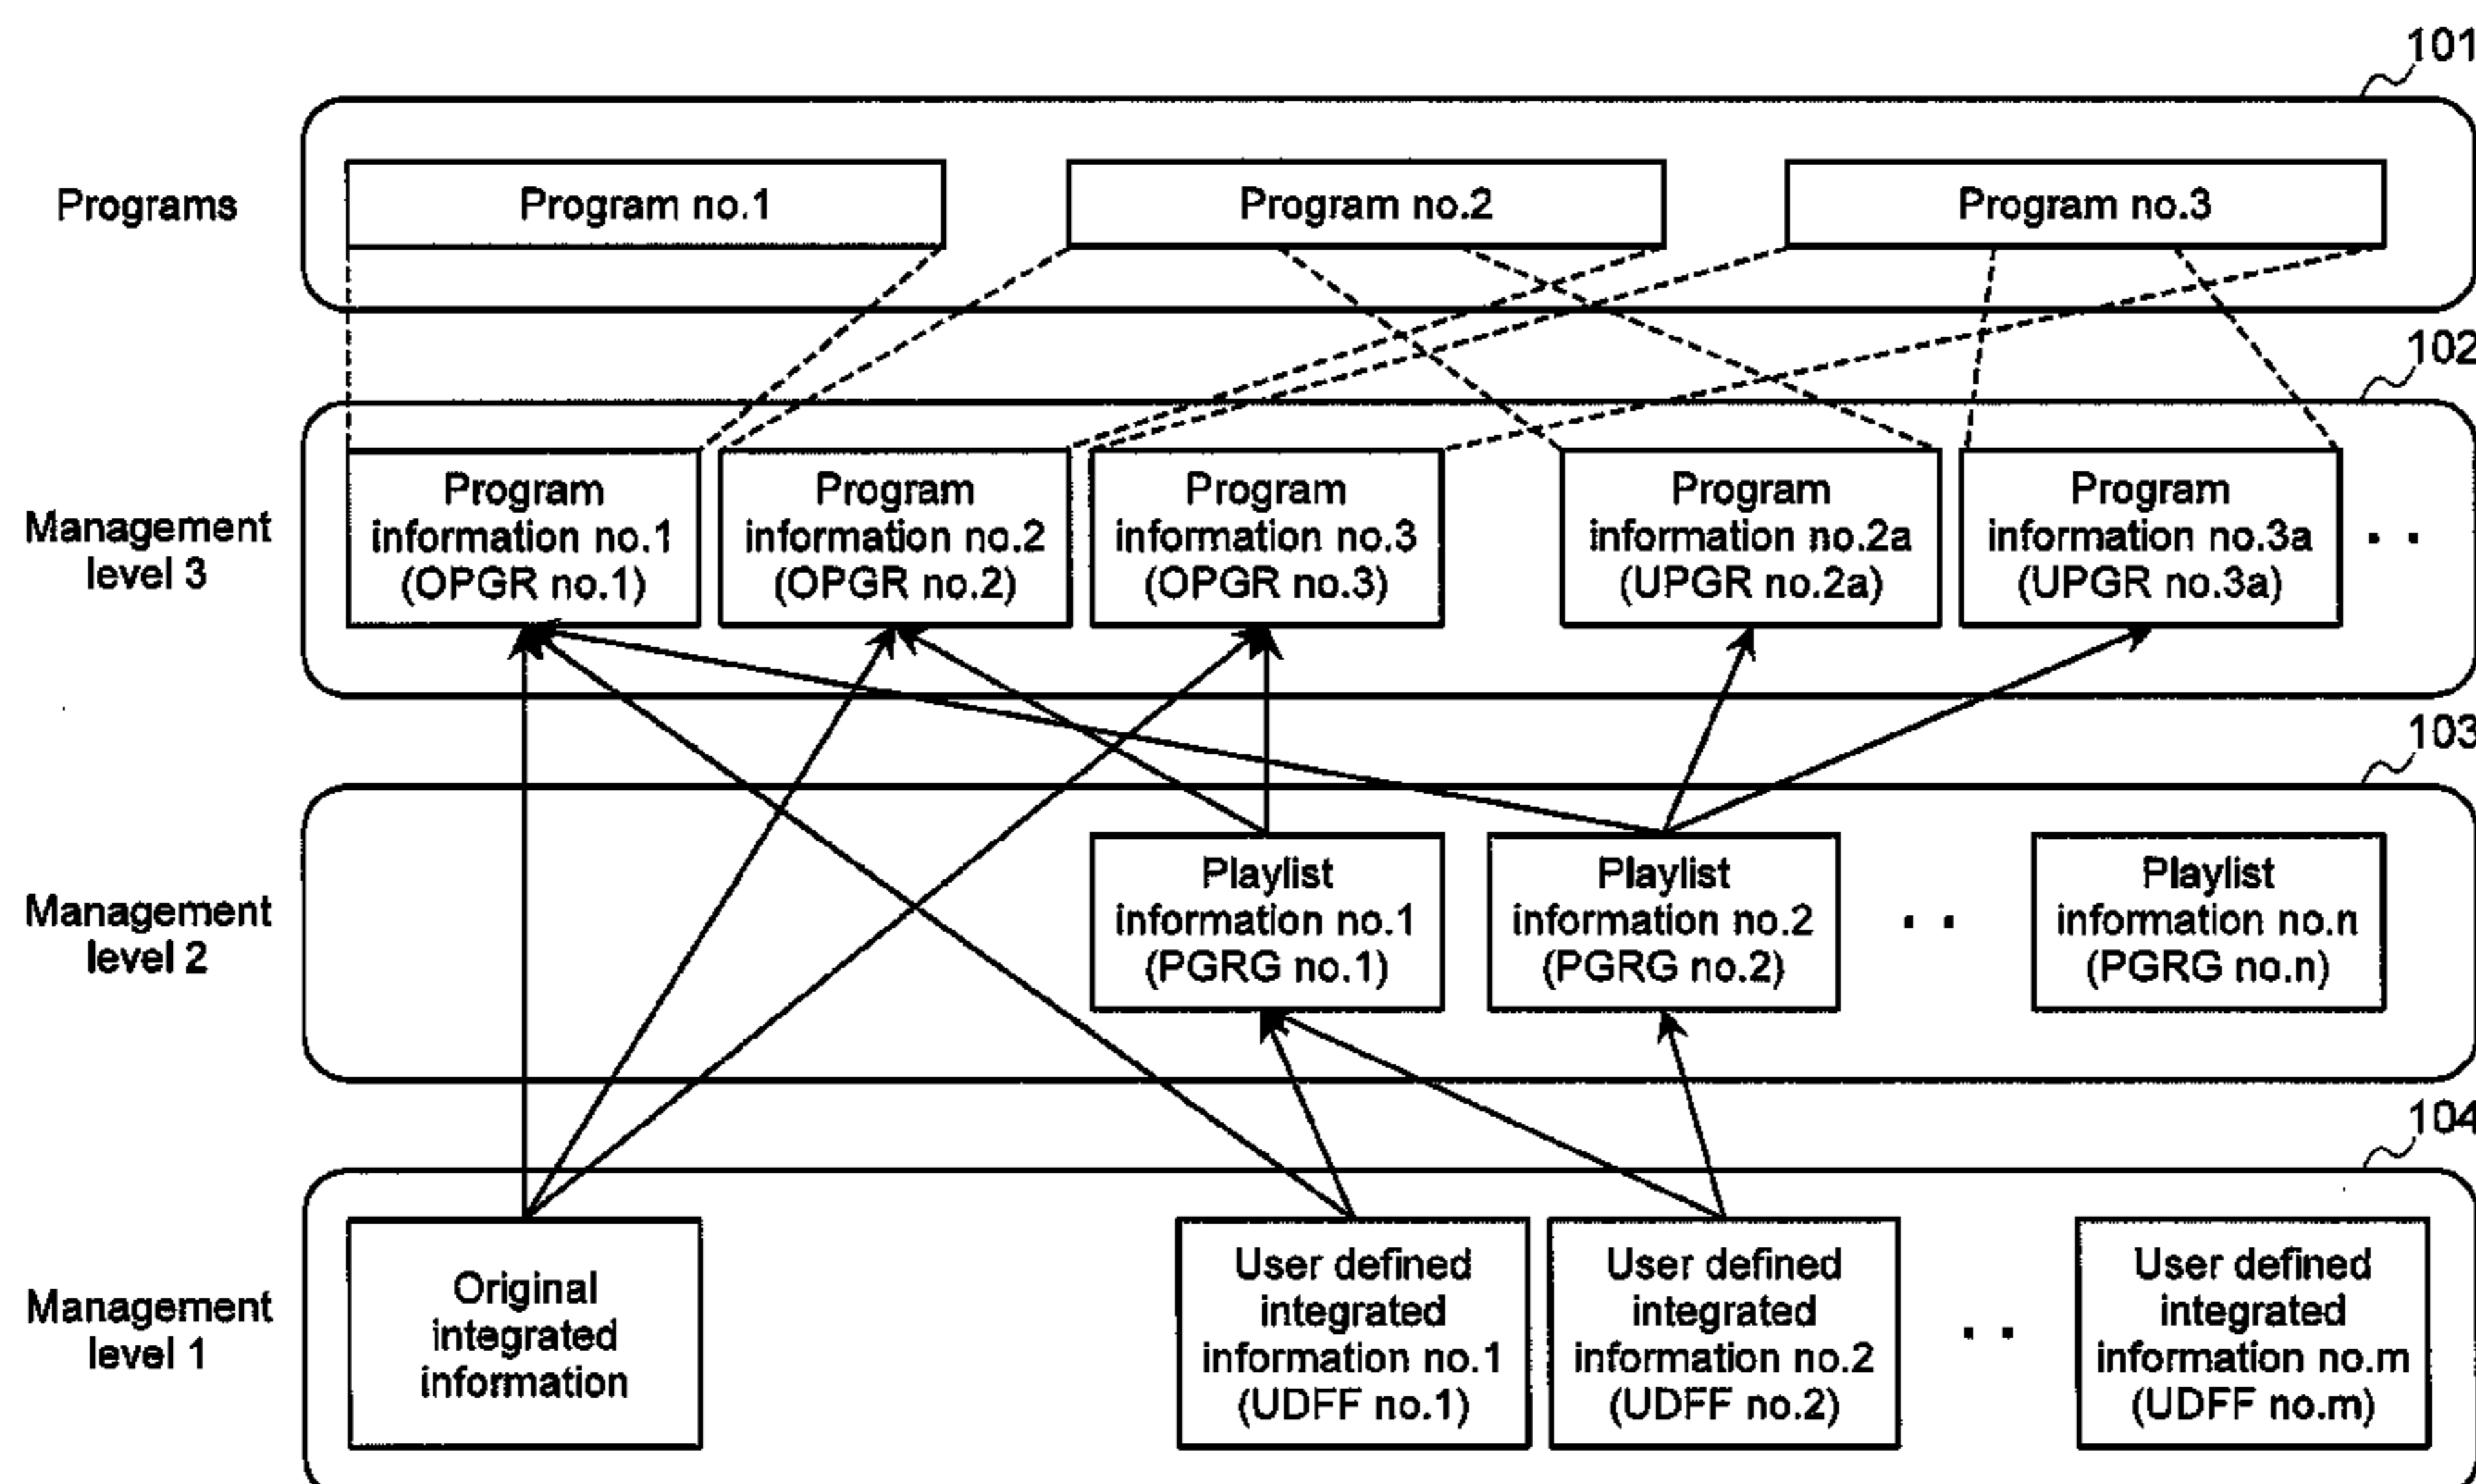 101
Programs
Program no.1
Program no.2
Program no.3
102
Management
level 3
Program
information no.1
(OPGR no.1)
Program
information no.2
(OPGR no.2)
Program
information no.3
(OPGR no.3)
Program
information no.2a
(UPGR no.2a)
Program
information no.3a
(UPGR no.3a)
. .
103
Management
level 2
Playlist
information no.1
(PGRG no.1)
Playlist
information no.2
(PGRG no.2)
. .
Playlist
information no.n
(PGRG no.n)
104
Management
level 1
Original
integrated
information
User defined
integrated
information no.1
(UDFF no.1)
User defined
integrated
information no.2
(UDFF no.2)
. .
User defined
integrated
information no.m
(UDFF no.m)